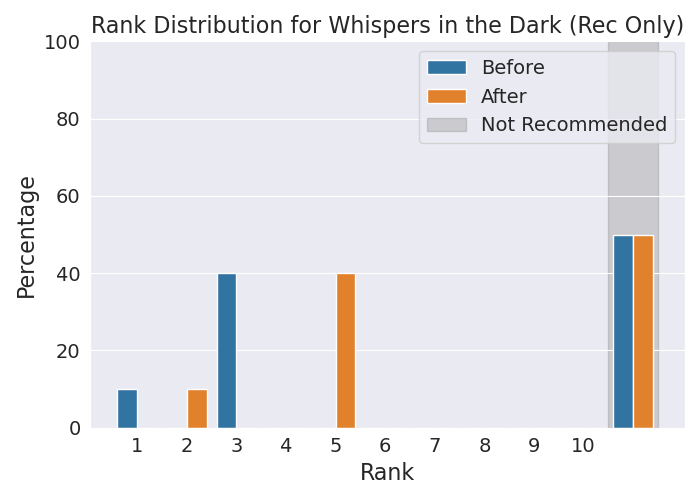 Rank Distribution for Whispers in the Dark (Rec Only)
100
80
60
40
20
0
Percentage
Before
After
Not Recommended
1 2 3 4 5 6 7 8 9 10
Rank